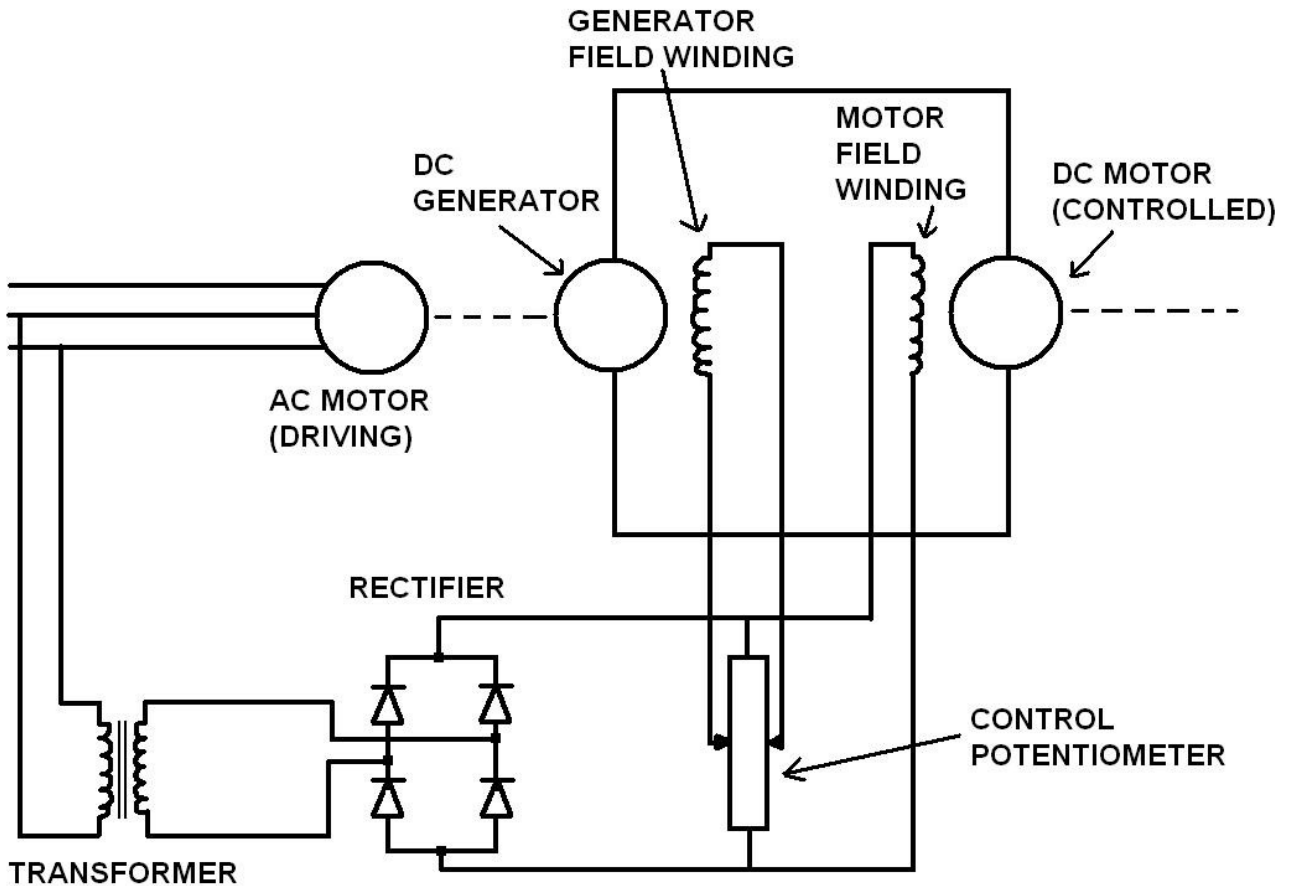 GENERATOR
FIELD WINDING
MOTOR
FIELD
WINDING
DC
GENERATOR
DC MOTOR
(CONTROLLED)
AC MOTOR
(DRIVING)
RECTIFIER
CONTROL
POTENTIOMETER
TRANSFORMER